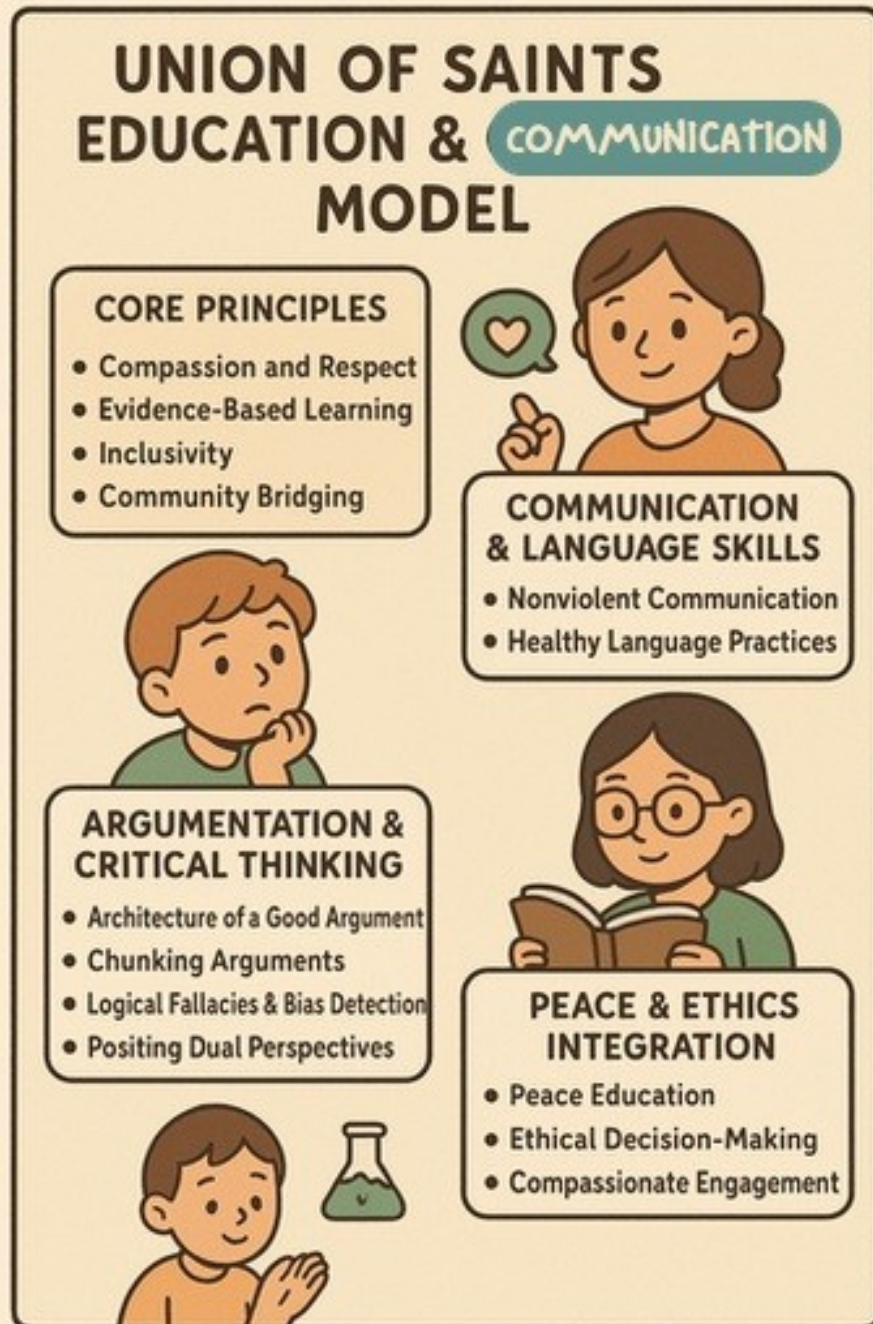 UNION OF SAINTS
EDUCATION & COMMUNICATION
MODEL
CORE PRINCIPLES
• Compassion and Respect
• Evidence-Based Learning
• Inclusivity
• Community Bridging
COMMUNICATION
& LANGUAGE SKILLS
• Nonviolent Communication
• Healthy Language Practices
ARGUMENTATION &
CRITICAL THINKING
• Architecture of a Good Argument
• Chunking Arguments
• Logical Fallacies & Bias Detection
• Positing Dual Perspectives
PEACE & ETHICS
INTEGRATION
• Peace Education
• Ethical Decision-Making
• Compassionate Engagement